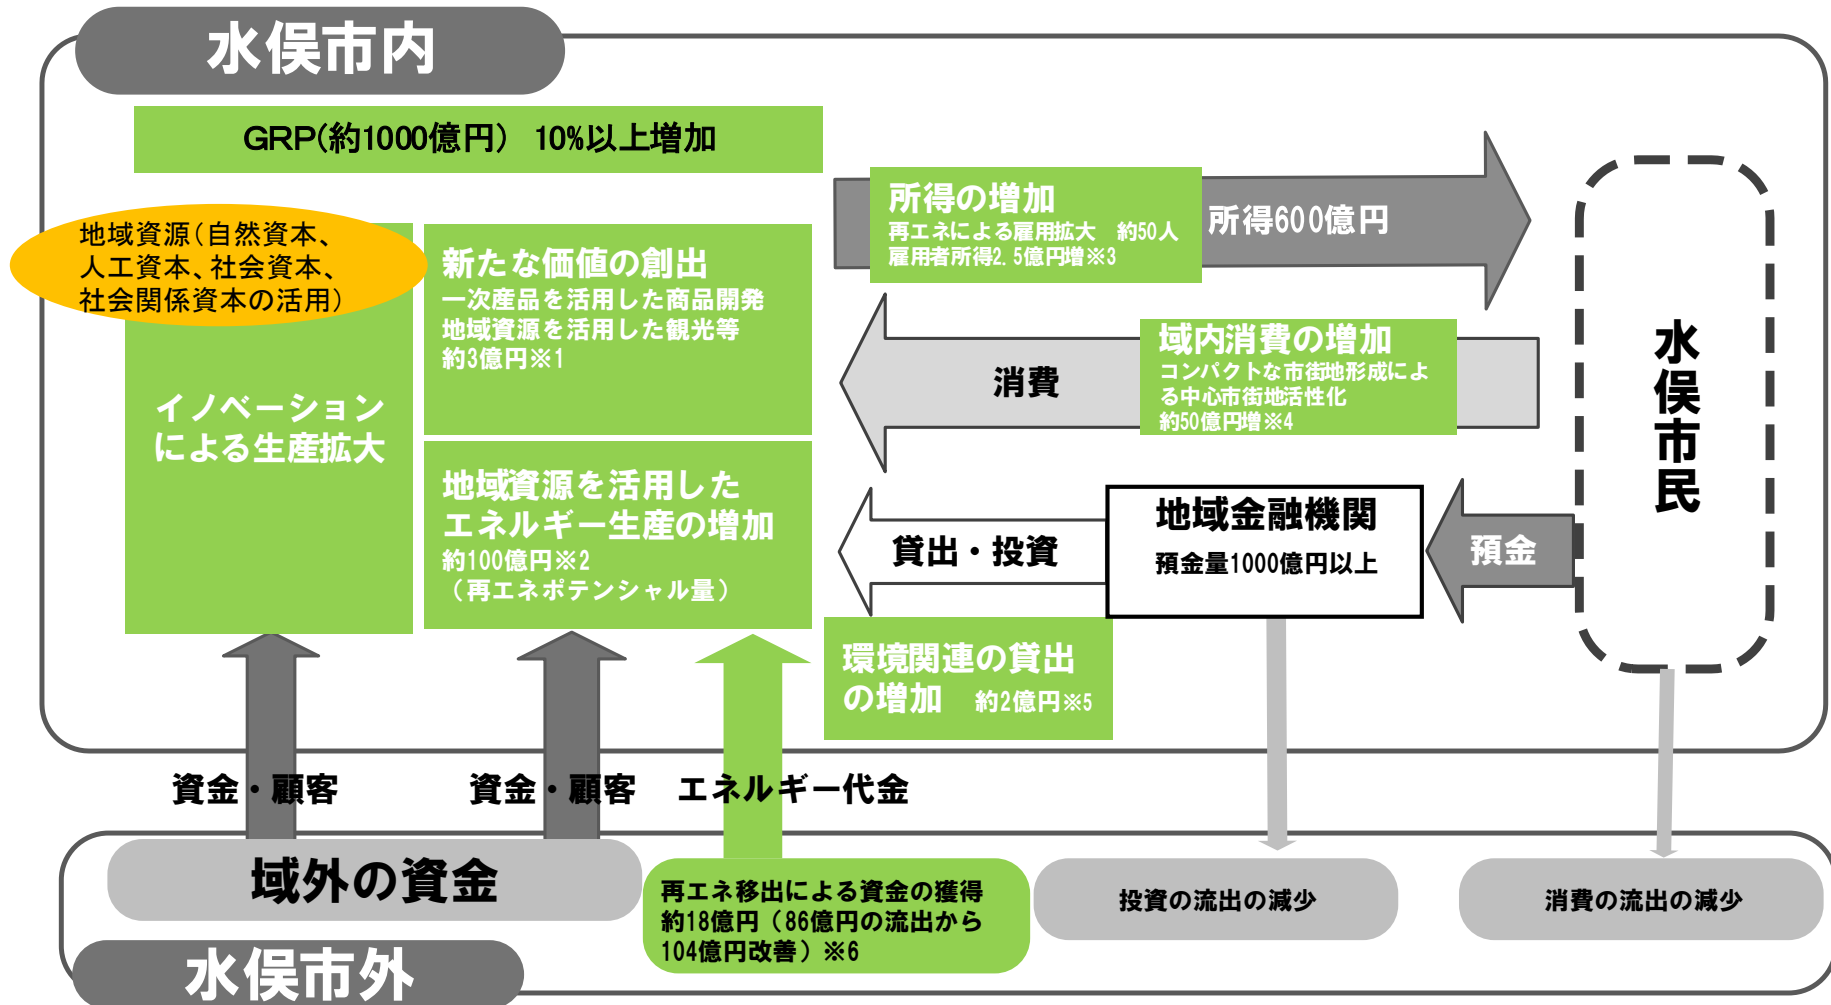 水俣市内
GRP(約1000億円） 10%以上増加
地域資源（自然資本、
人工資本、社会資本、
社会関係資本の活用）
イノベーション
による生産拡大
新たな価値の創出
一次産品を活用した商品開発
地域資源を活用した観光等
約3億円※1
地域資源を活用した
エネルギー生産の増加
約100億円※2
（再エネポテンシャル量）
所得の増加
再エネによる雇用拡大　約50人
雇用者所得2.5億円増※3
所得600億円
消費
域内消費の増加
コンパクトな市街地形成によ
る中心市街地活性化
約50億円増※4
水俣市民
貸出・投資
地域金融機関
預金量1000億円以上
預金
環境関連の貸出
の増加　約2億円※5
資金・顧客
資金・顧客
エネルギー代金
域外の資金
再エネ移出による資金の獲得
約18億円（86億円の流出から
104億円改善）※6
投資の流出の減少
消費の流出の減少
水俣市外